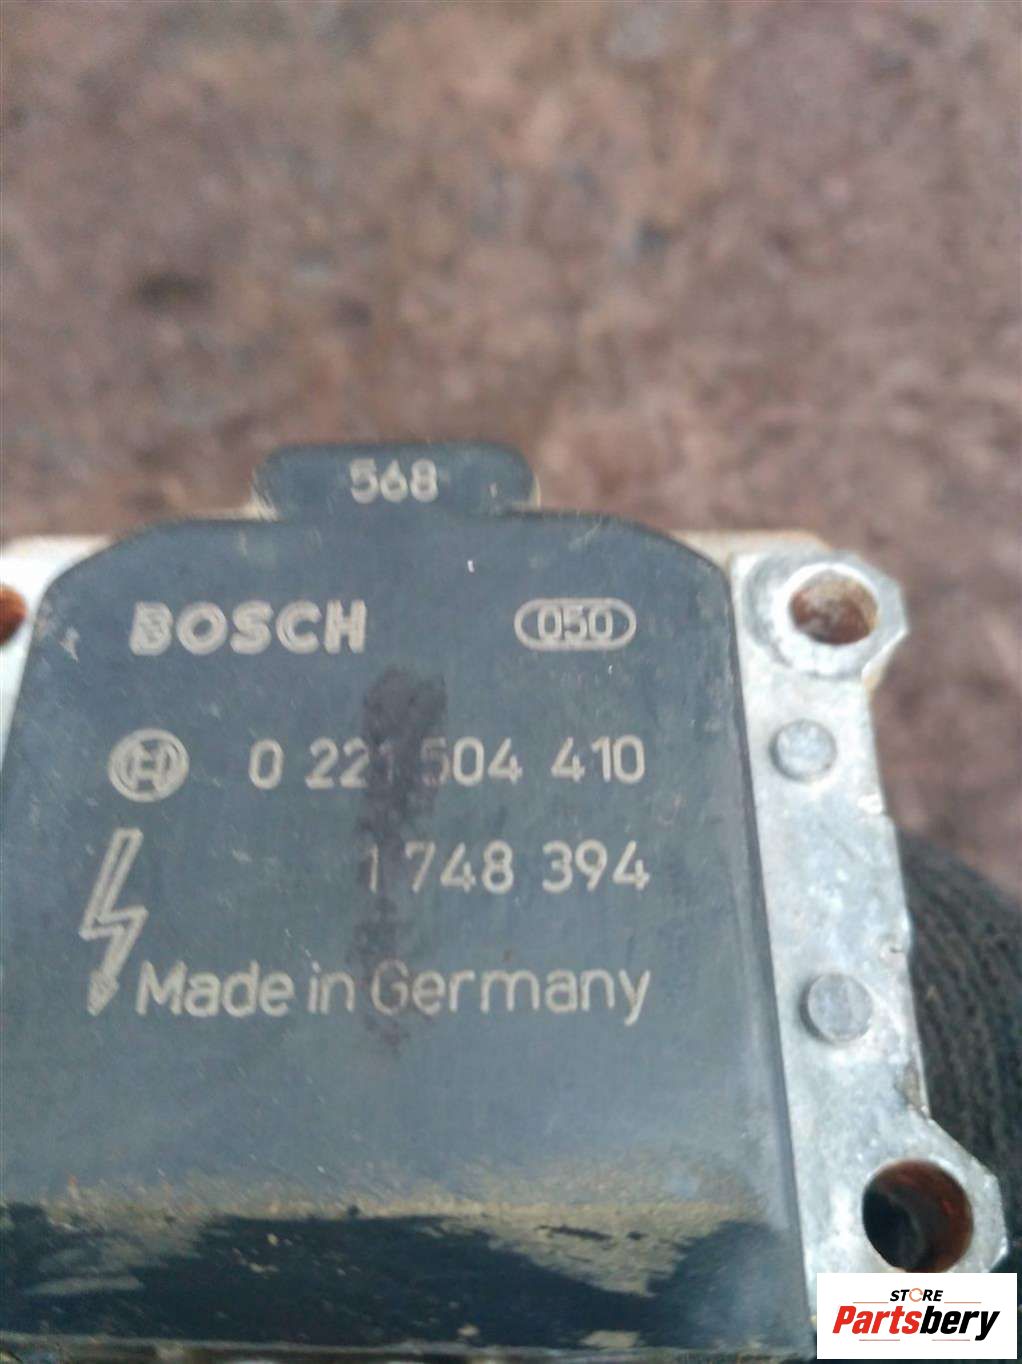 568
BOSCH 050
0 221 504 410
1 748 394
Made in Germany
STORE
Partsbery